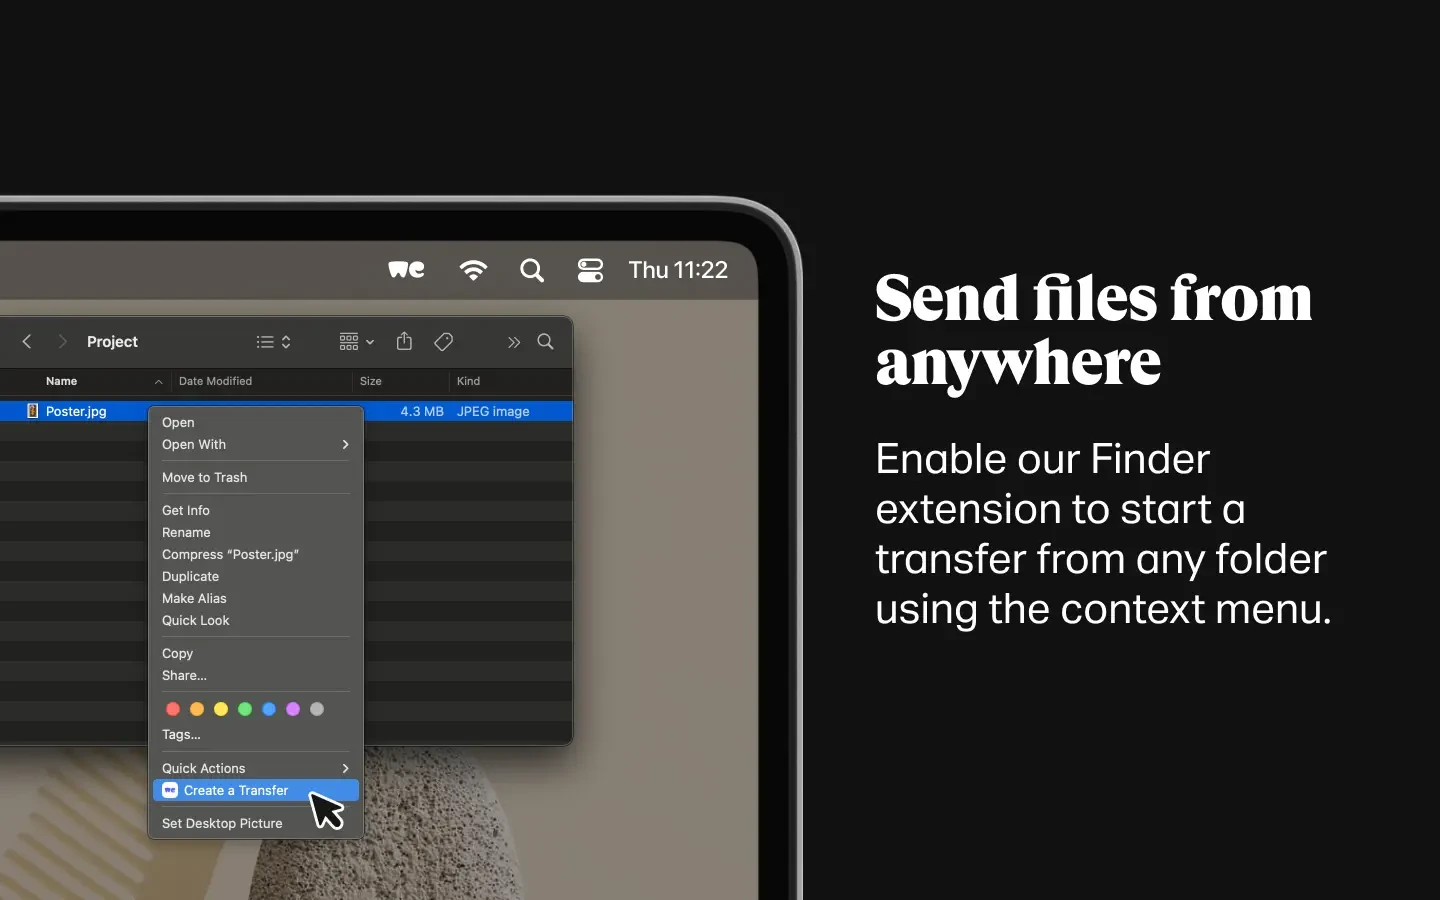 we
Thu 11:22
Project
Name
Date Modified
Size
Kind
Poster.jpg
4.3 MB
JPEG image
Open
Open With
Move to Trash
Get Info
Rename
Compress “Poster.jpg”
Duplicate
Make Alias
Quick Look
Copy
Share...
Tags...
Quick Actions
we Create a Transfer
Set Desktop Picture
Send files from
anywhere
Enable our Finder
extension to start a
transfer from any folder
using the context menu.